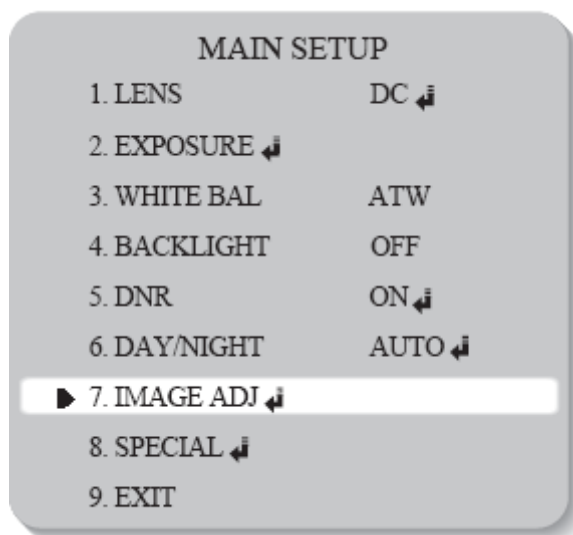 MAIN SETUP
1. LENS DC ↲
2. EXPOSURE ↲
3. WHITE BAL ATW
4. BACKLIGHT OFF
5. DNR ON ↲
6. DAY/NIGHT AUTO ↲
7. IMAGE ADJ ↲
8. SPECIAL ↲
9. EXIT